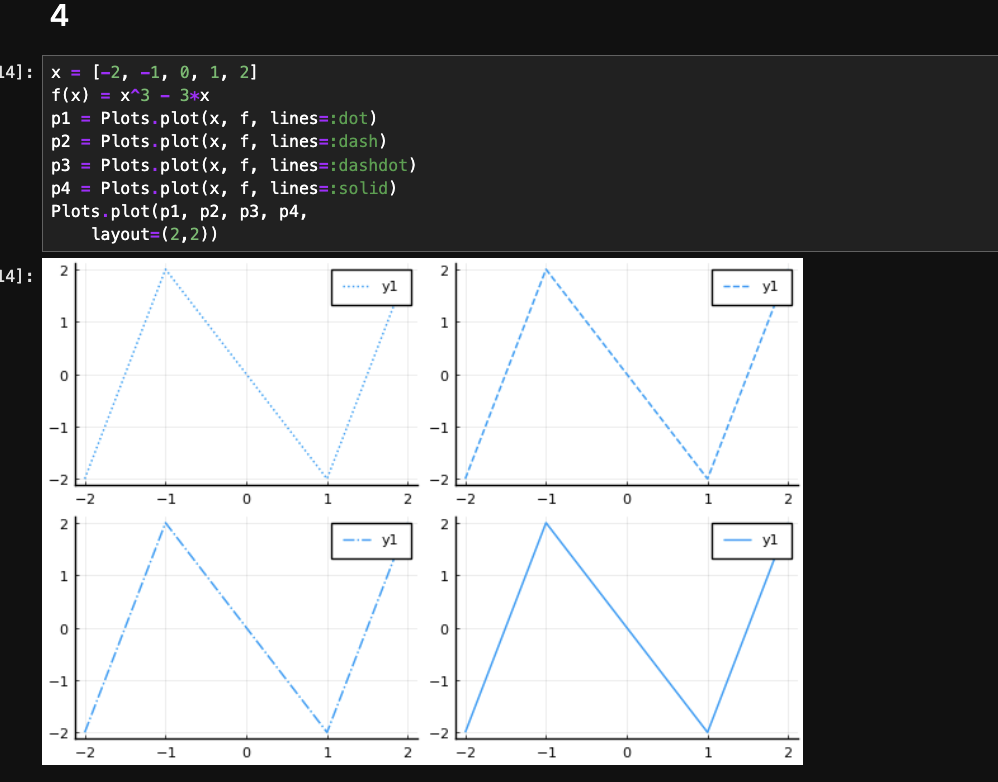 4
14]:
x = [-2, -1, 0, 1, 2]
f(x) = x^3 - 3*x
p1 = Plots.plot(x, f, lines=:dot)
p2 = Plots.plot(x, f, lines=:dash)
p3 = Plots.plot(x, f, lines=:dashdot)
p4 = Plots.plot(x, f, lines=:solid)
Plots.plot(p1, p2, p3, p4,
    layout=(2,2))
14]:
2
1
0
−1
−2
−2 −1 0 1 2
y1
2
1
0
−1
−2
−2 −1 0 1 2
y1
2
1
0
−1
−2
−2 −1 0 1 2
y1
2
1
0
−1
−2
−2 −1 0 1 2
y1